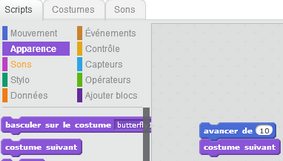 Scripts Costumes Sons
Mouvement Événements
Apparence Contrôle
Sons Capteurs
Stylo Opérateurs
Données Ajouter blocs
basculer sur le costume butterfl
costume suivant
avancer de 10
costume suivant